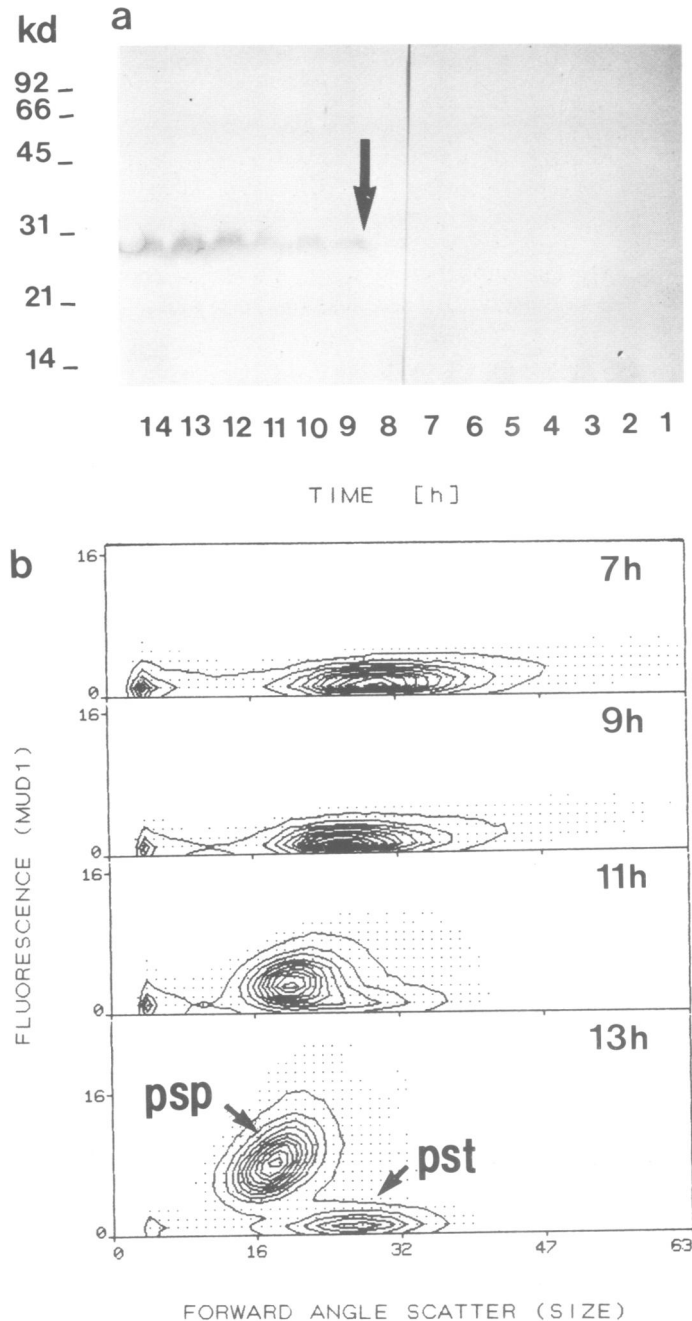 a
kd
92
66
45
31
21
14
14 13 12 11 10 9 8 7 6 5 4 3 2 1
TIME [h]
b
FLUORESCENCE (MUD1)
16
7h
0
16
9h
0
16
11h
0
16
13h
psp
pst
0
0 16 32 47 63
FORWARD ANGLE SCATTER (SIZE)